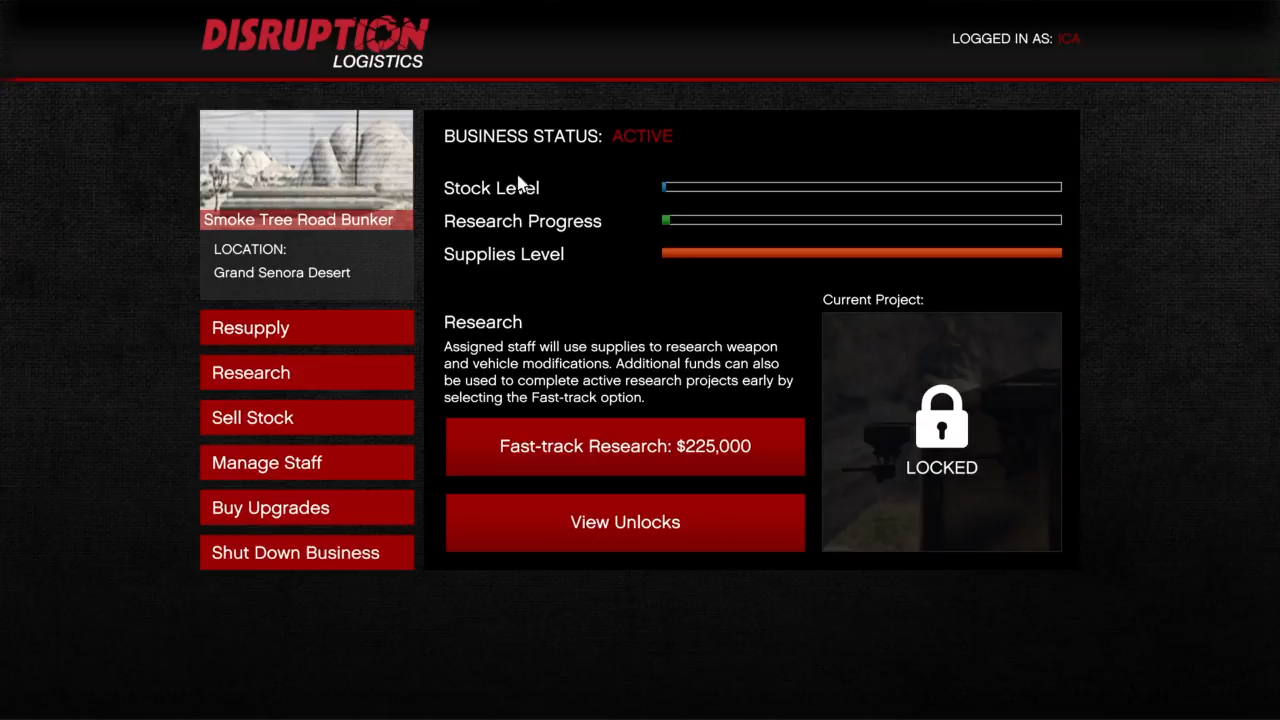 DISRUPTION
LOGISTICS
LOGGED IN AS: ICA
Smoke Tree Road Bunker
LOCATION:
Grand Senora Desert
Resupply
Research
Sell Stock
Manage Staff
Buy Upgrades
Shut Down Business
BUSINESS STATUS: ACTIVE
Stock Level
Research Progress
Supplies Level
Research
Assigned staff will use supplies to research weapon
and vehicle modifications. Additional funds can also
be used to complete active research projects early by
selecting the Fast-track option.
Fast-track Research: $225,000
View Unlocks
Current Project:
LOCKED